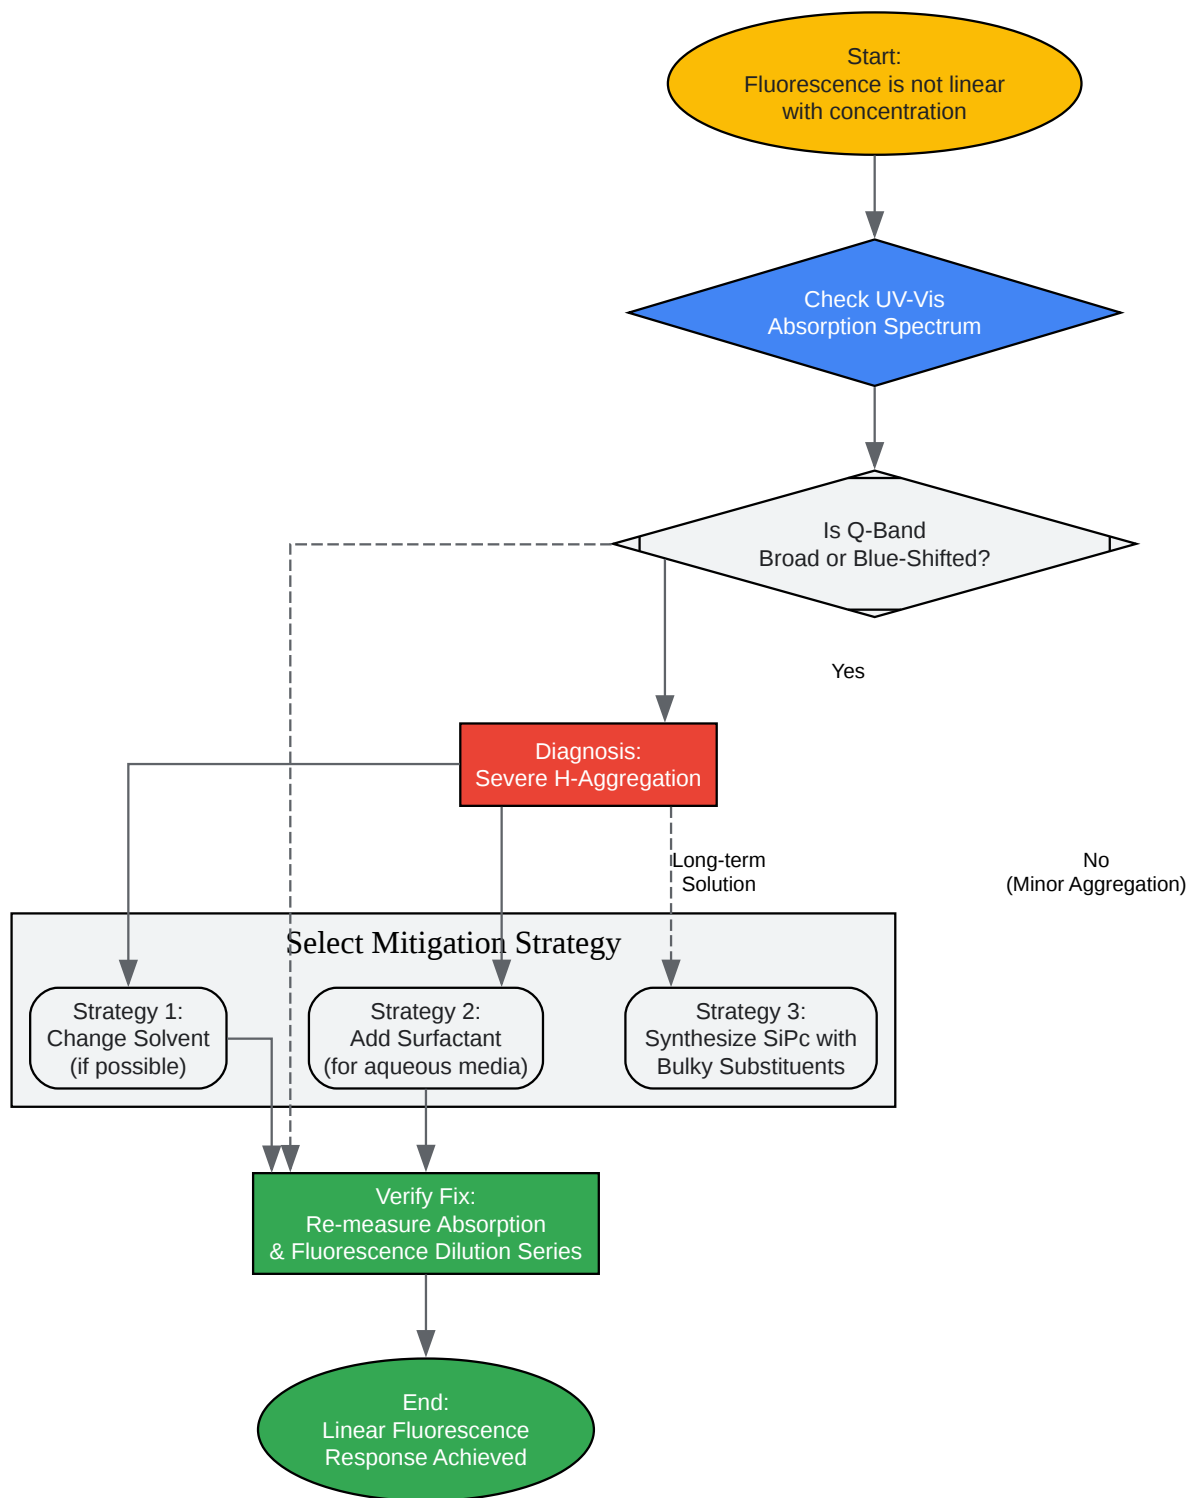 Start:
Fluorescence is not linear
with concentration
Check UV-Vis
Absorption Spectrum
Is Q-Band
Broad or Blue-Shifted?
Yes
Diagnosis:
Severe H-Aggregation
Long-term
Solution
No
(Minor Aggregation)
Select Mitigation Strategy
Strategy 1:
Change Solvent
(if possible)
Strategy 2:
Add Surfactant
(for aqueous media)
Strategy 3:
Synthesize SiPc with
Bulky Substituents
Verify Fix:
Re-measure Absorption
& Fluorescence Dilution Series
End:
Linear Fluorescence
Response Achieved